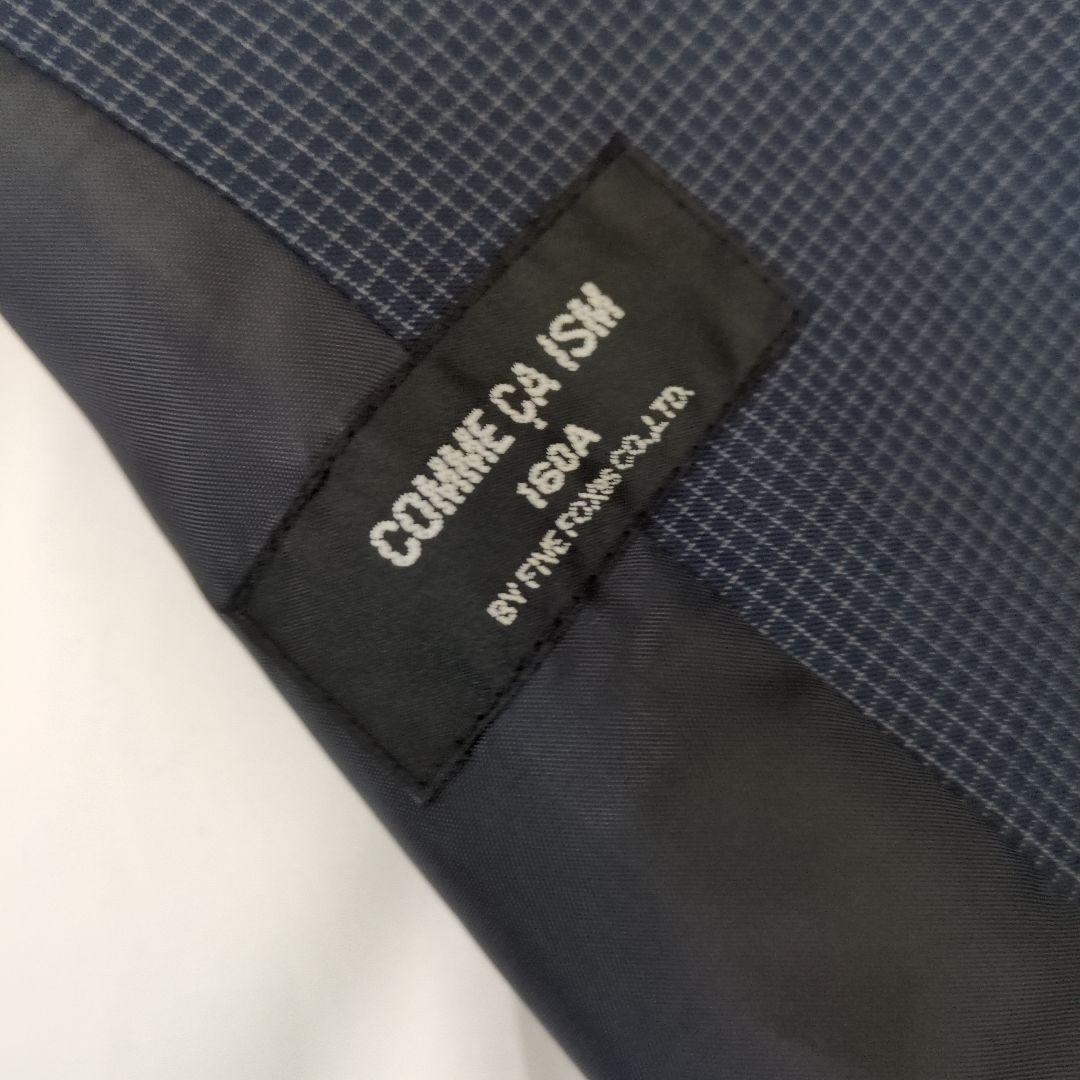 COMME ÇA ISM
160A
BY FIVE FOXes CO.,LTD.